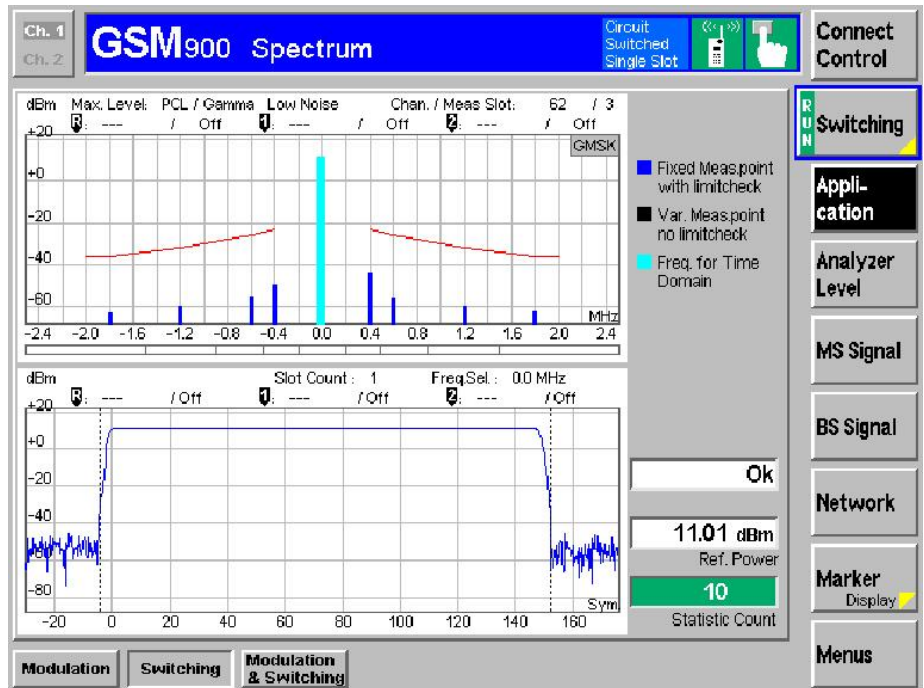 Ch. 1
Ch. 2
GSM900 Spectrum
Circuit
Switched
Single Slot
Connect
Control
dBm Max. Level: PCL / Gamma Low Noise Chan. / Meas Slot: 62 / 3
R: --- / Off 1: --- / Off 2: --- / Off
+20
GMSK
+0
-20
-40
-60
MHz
-2.4 -2.0 -1.6 -1.2 -0.8 -0.4 0.0 0.4 0.8 1.2 1.6 2.0 2.4
Fixed Meas.point
with limitcheck
Var. Meas.point
no limitcheck
Freq. for Time
Domain
dBm Slot Count : 1 Freq.Sel. : 0.0 MHz
R: --- / Off 1: --- / Off 2: --- / Off
+20
+0
-20
-40
-60
-80
Sym.
-20 0 20 40 60 80 100 120 140 160
Ok
11.01 dBm
Ref. Power
10
Statistic Count
RUN
Switching
Appli-
cation
Analyzer
Level
MS Signal
BS Signal
Network
Marker
Display
Menus
Modulation
Switching
Modulation
& Switching